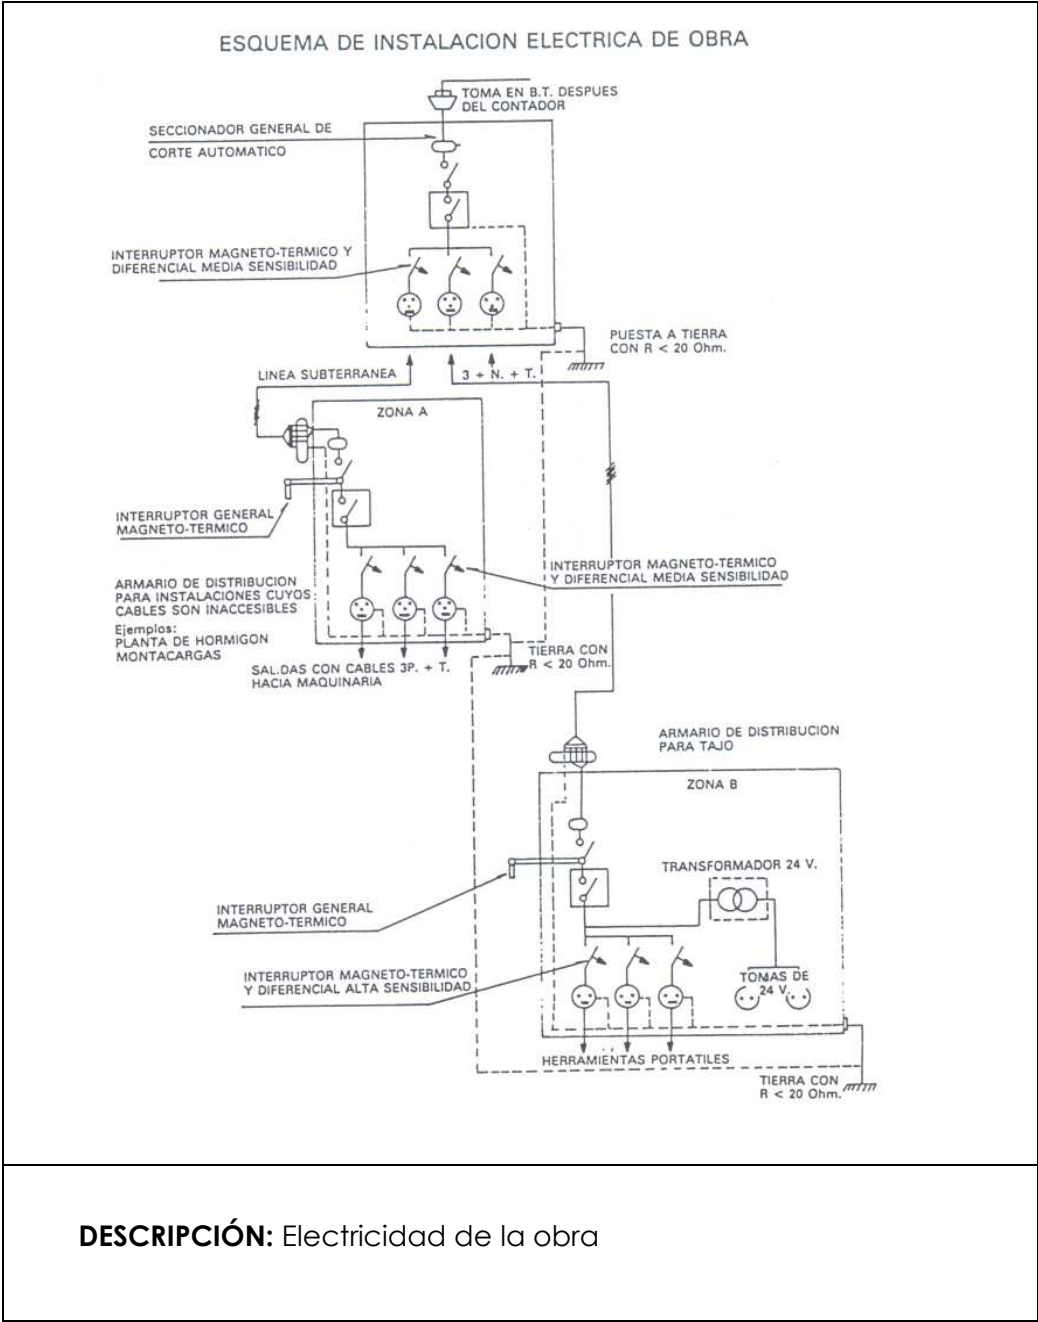 ESQUEMA DE INSTALACION ELECTRICA DE OBRA
TOMA EN B.T. DESPUES
DEL CONTADOR
SECCIONADOR GENERAL DE
CORTE AUTOMATICO
INTERRUPTOR MAGNETO-TERMICO Y
DIFERENCIAL MEDIA SENSIBILIDAD
PUESTA A TIERRA
CON R < 20 Ohm.
LINEA SUBTERRANEA
3 + N. + T.
ZONA A
INTERRUPTOR GENERAL
MAGNETO-TERMICO
INTERRUPTOR MAGNETO-TERMICO
Y DIFERENCIAL MEDIA SENSIBILIDAD
ARMARIO DE DISTRIBUCION
PARA INSTALACIONES CUYOS
CABLES SON INACCESIBLES
Ejemplos:
PLANTA DE HORMIGON
MONTACARGAS
SAL.DAS CON CABLES 3P. + T.
HACIA MAQUINARIA
TIERRA CON
R < 20 Ohm.
ARMARIO DE DISTRIBUCION
PARA TAJO
ZONA B
TRANSFORMADOR 24 V.
INTERRUPTOR GENERAL
MAGNETO-TERMICO
INTERRUPTOR MAGNETO-TERMICO
Y DIFERENCIAL ALTA SENSIBILIDAD
TOMAS DE
24 V.
HERRAMIENTAS PORTATILES
TIERRA CON
R < 20 Ohm.
DESCRIPCIÓN: Electricidad de la obra